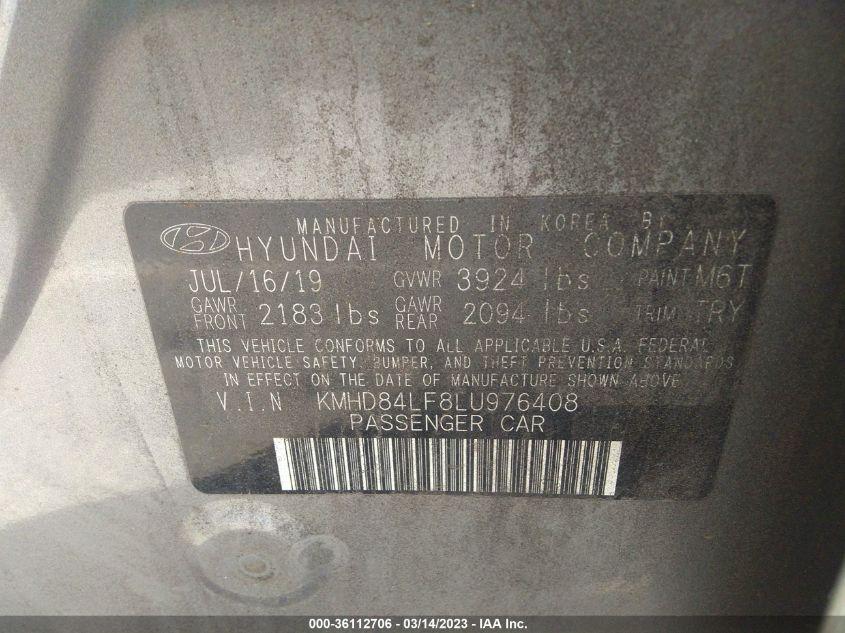 MANUFACTURED IN KOREA BY
HYUNDAI MOTOR COMPANY
JUL/16/19 GVWR 3924 lbs PAINT M6T
GAWR FRONT 2183 lbs GAWR REAR 2094 lbs TRIM TRY
THIS VEHICLE CONFORMS TO ALL APPLICABLE U.S.A. FEDERAL
MOTOR VEHICLE SAFETY, BUMPER, AND THEFT PREVENTION STANDARDS
IN EFFECT ON THE DATE OF MANUFACTURE SHOWN ABOVE
V.I.N KMHD84LF8LU976408
PASSENGER CAR
000-36112706 - 03/14/2023 - IAA Inc.